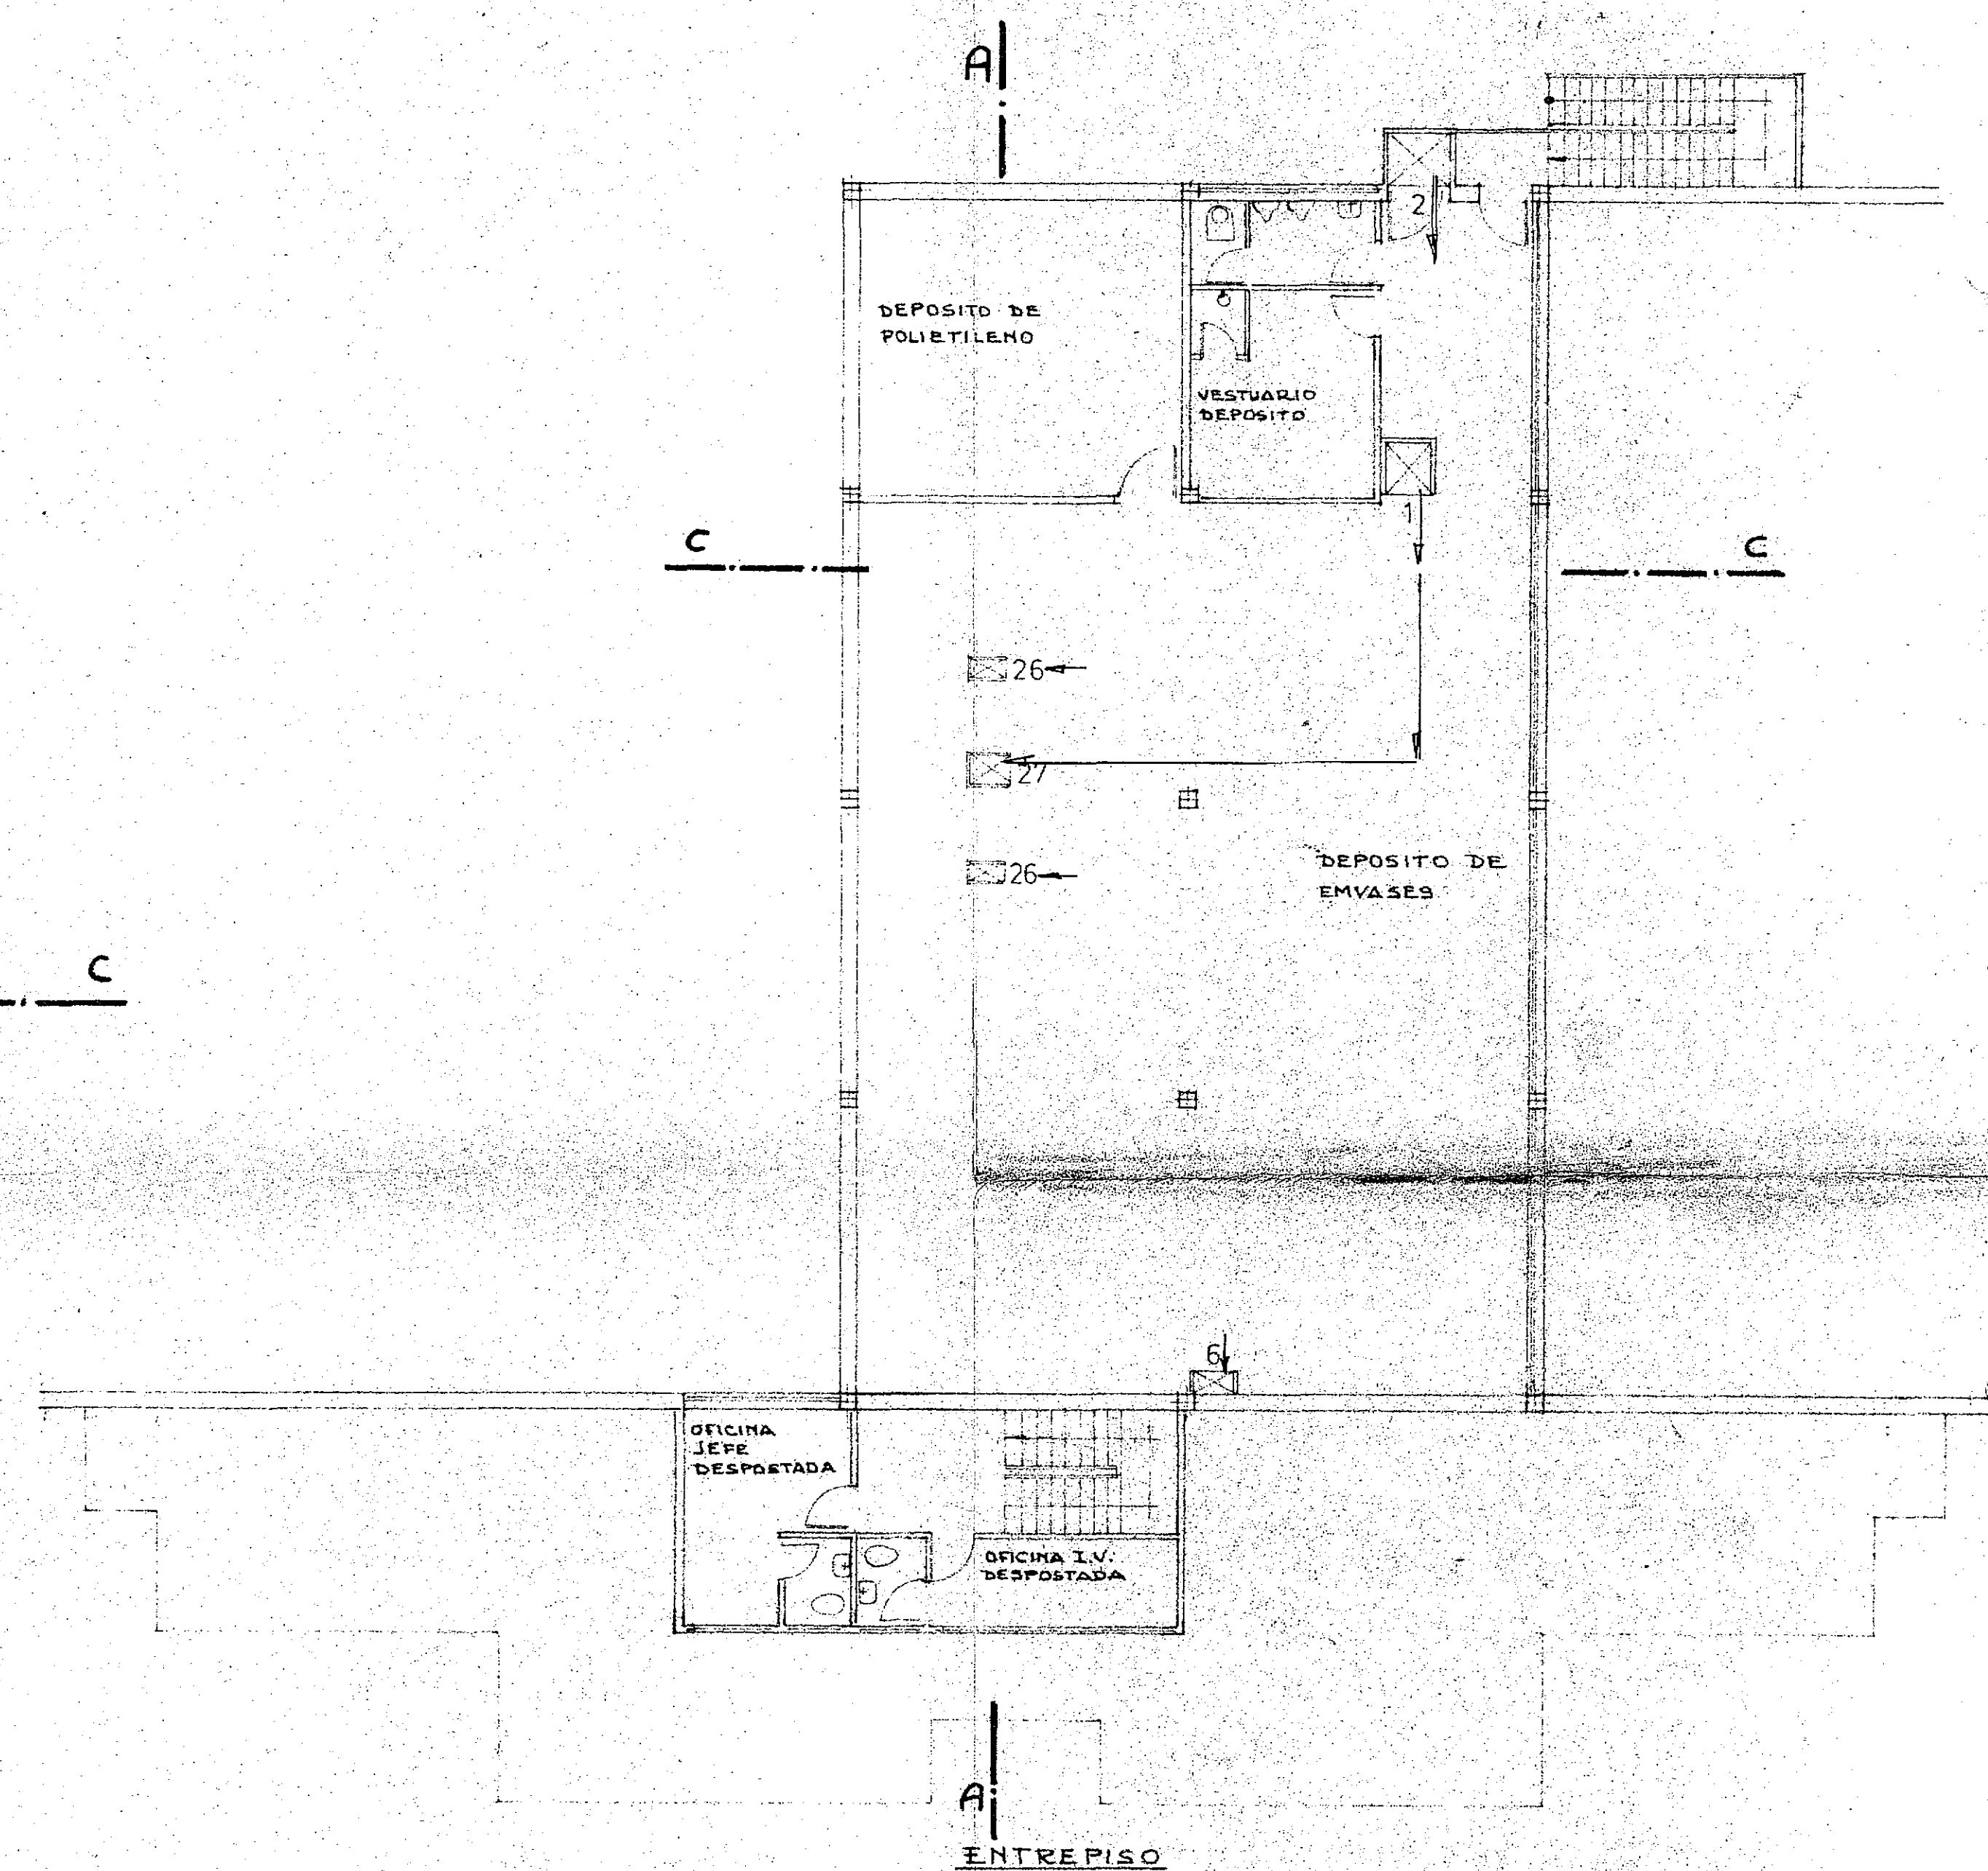 A
2
DEPOSITO DE
POLIETILENO
VESTUARIO
DEPOSITO
1
C
C
26
27
26
DEPOSITO DE
EMVASES
C
6
OFICINA
JEFE
DESPOSTADA
OFICINA I.V.
DESPOSTADA
A
ENTREPISO